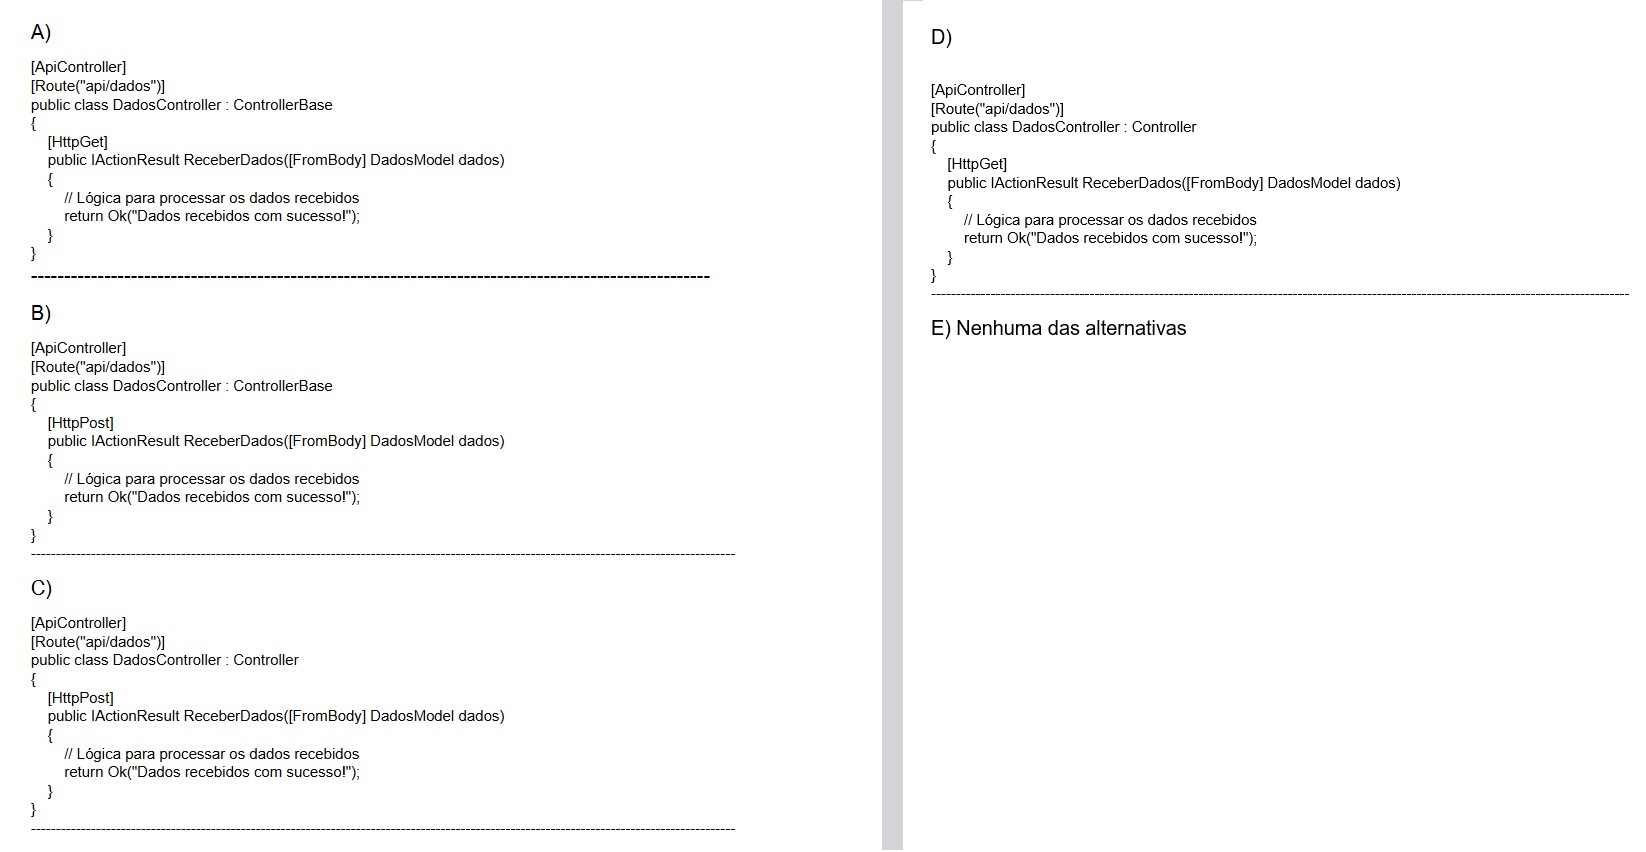 A)
[ApiController]
[Route("api/dados")]
public class DadosController : ControllerBase
{
[HttpGet]
public IActionResult ReceberDados([FromBody] DadosModel dados)
{
// Lógica para processar os dados recebidos
return Ok("Dados recebidos com sucesso!");
}
}
B)
[ApiController]
[Route("api/dados")]
public class DadosController : ControllerBase
{
[HttpPost]
public IActionResult ReceberDados([FromBody] DadosModel dados)
{
// Lógica para processar os dados recebidos
return Ok("Dados recebidos com sucesso!");
}
}
C)
[ApiController]
[Route("api/dados")]
public class DadosController : Controller
{
[HttpPost]
public IActionResult ReceberDados([FromBody] DadosModel dados)
{
// Lógica para processar os dados recebidos
return Ok("Dados recebidos com sucesso!");
}
}
D)
[ApiController]
[Route("api/dados")]
public class DadosController : Controller
{
[HttpGet]
public IActionResult ReceberDados([FromBody] DadosModel dados)
{
// Lógica para processar os dados recebidos
return Ok("Dados recebidos com sucesso!");
}
}
E) Nenhuma das alternativas